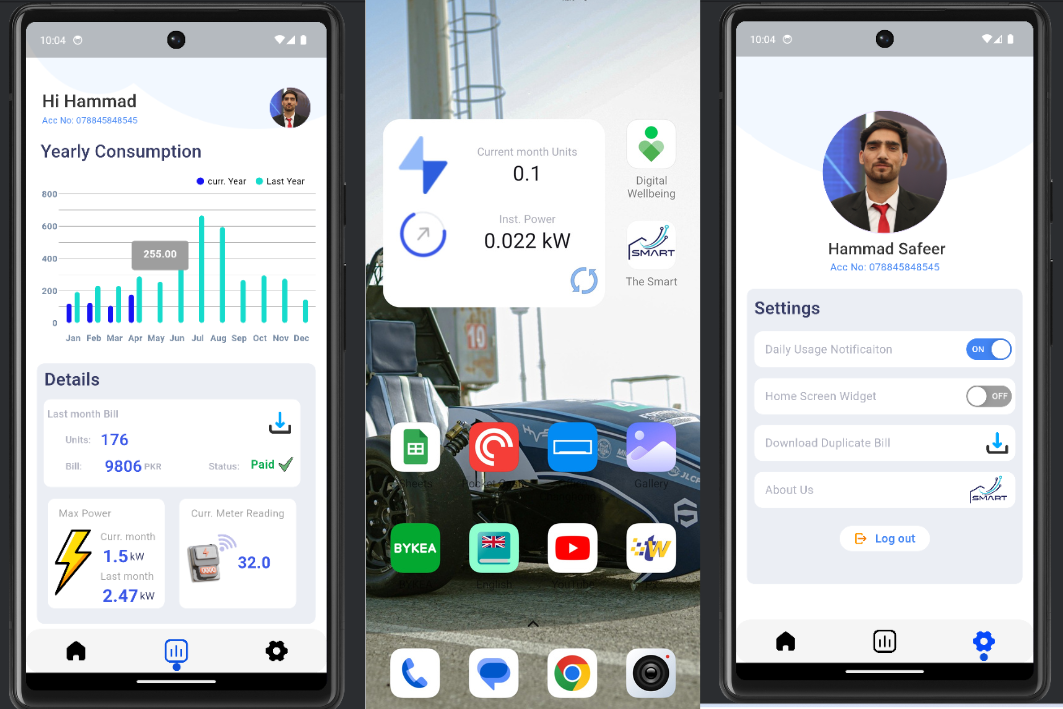 10:04
Hi Hammad
Acc No: 078845848545
Yearly Consumption
curr. Year
Last Year
800
600
400
200
0
255.00
Jan Feb Mar Apr May Jun Jul Aug Sep Oct Nov Dec
Details
Last month Bill
Units: 176
Bill: 9806 PKR
Status: Paid
Max Power
Curr. month
1.5 kW
Last month
2.47 kW
Curr. Meter Reading
32.0
Current month Units
0.1
Inst. Power
0.022 kW
Digital
Wellbeing
SMART
The Smart
10
Sheets
Gallery
BYKEA
English
10:04
Hammad Safeer
Acc No: 078845848545
Settings
Daily Usage Notificaiton
ON
Home Screen Widget
OFF
Download Duplicate Bill
About Us
SMART
Log out